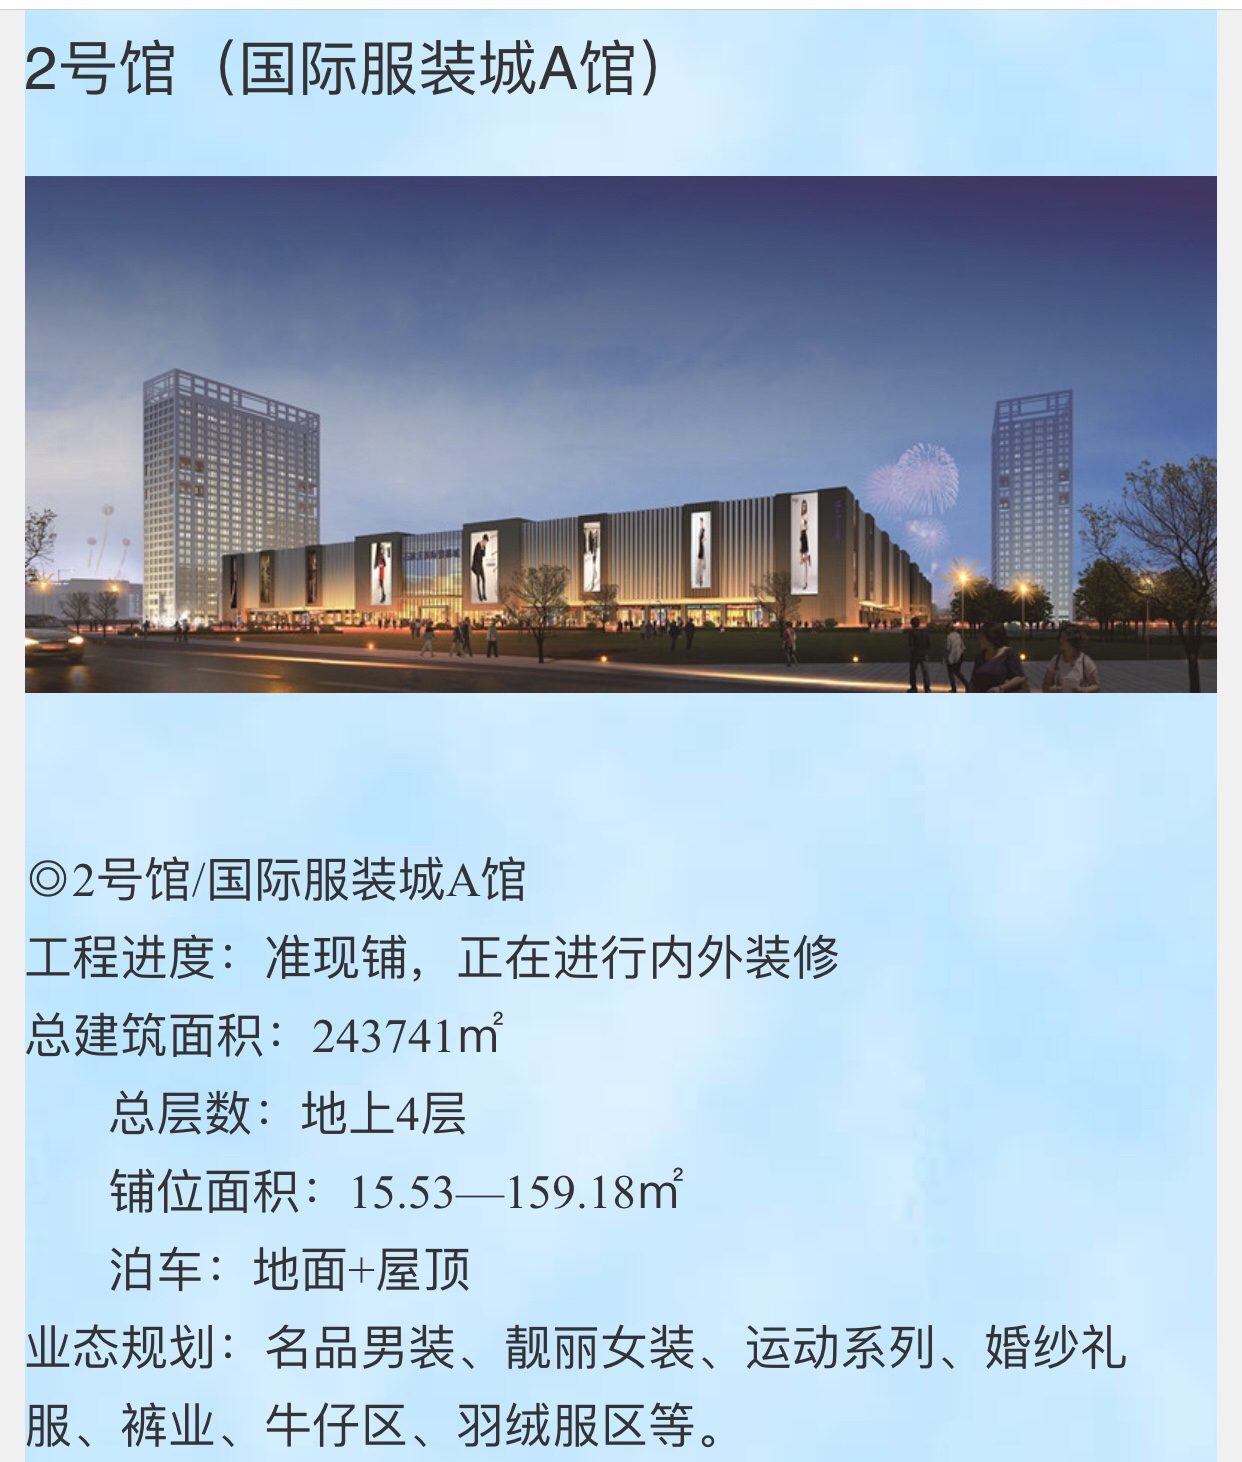 2号馆（国际服装城A馆）
◎2号馆/国际服装城A馆
工程进度：准现铺，正在进行内外装修
总建筑面积：243741㎡
总层数：地上4层
铺位面积：15.53—159.18㎡
泊车：地面+屋顶
业态规划：名品男装、靓丽女装、运动系列、婚纱礼
服、裤业、牛仔区、羽绒服区等。